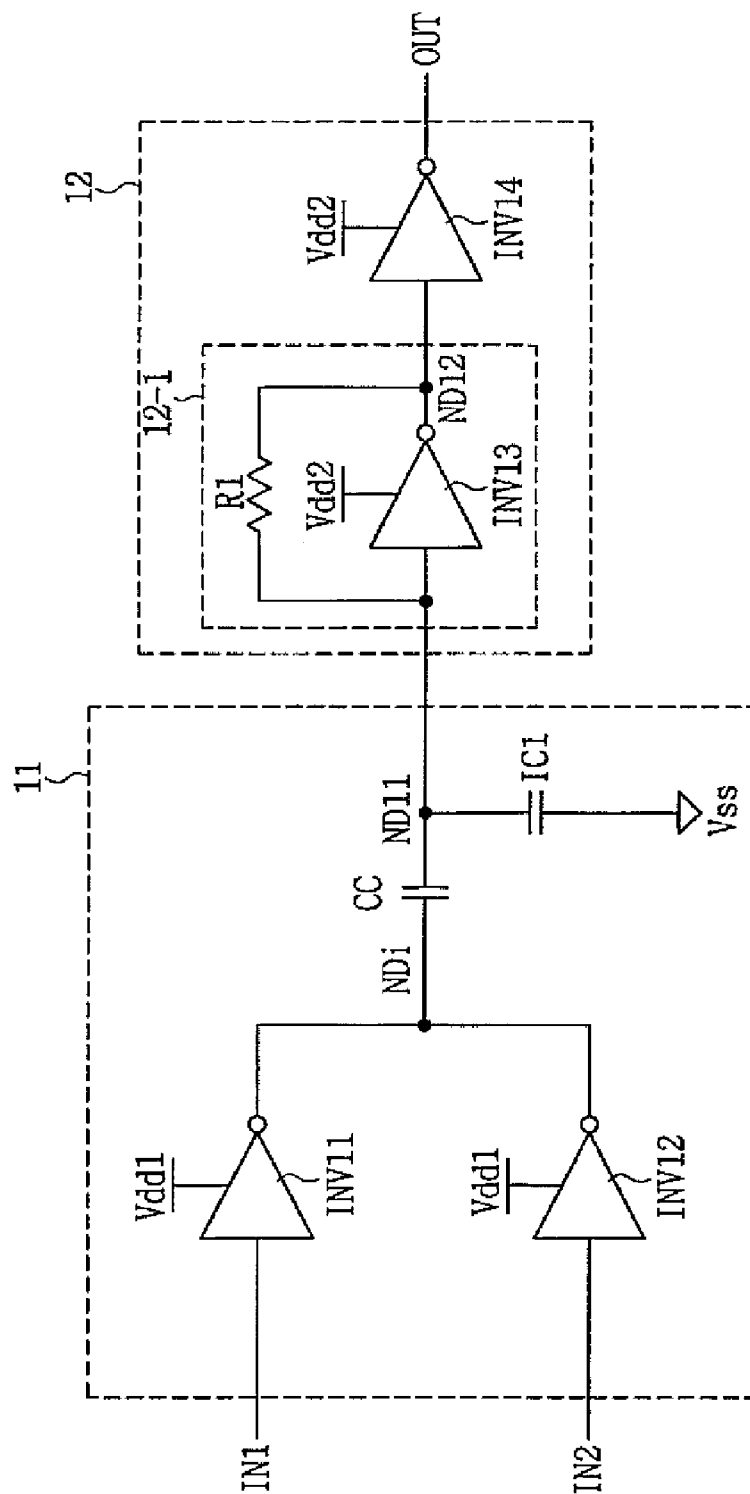 11
12
12-1
IN1
Vdd1
INV11
IN2
Vdd1
INV12
NDi
CC
ND11
IC1
Vss
R1
Vdd2
INV13
ND12
Vdd2
INV14
OUT